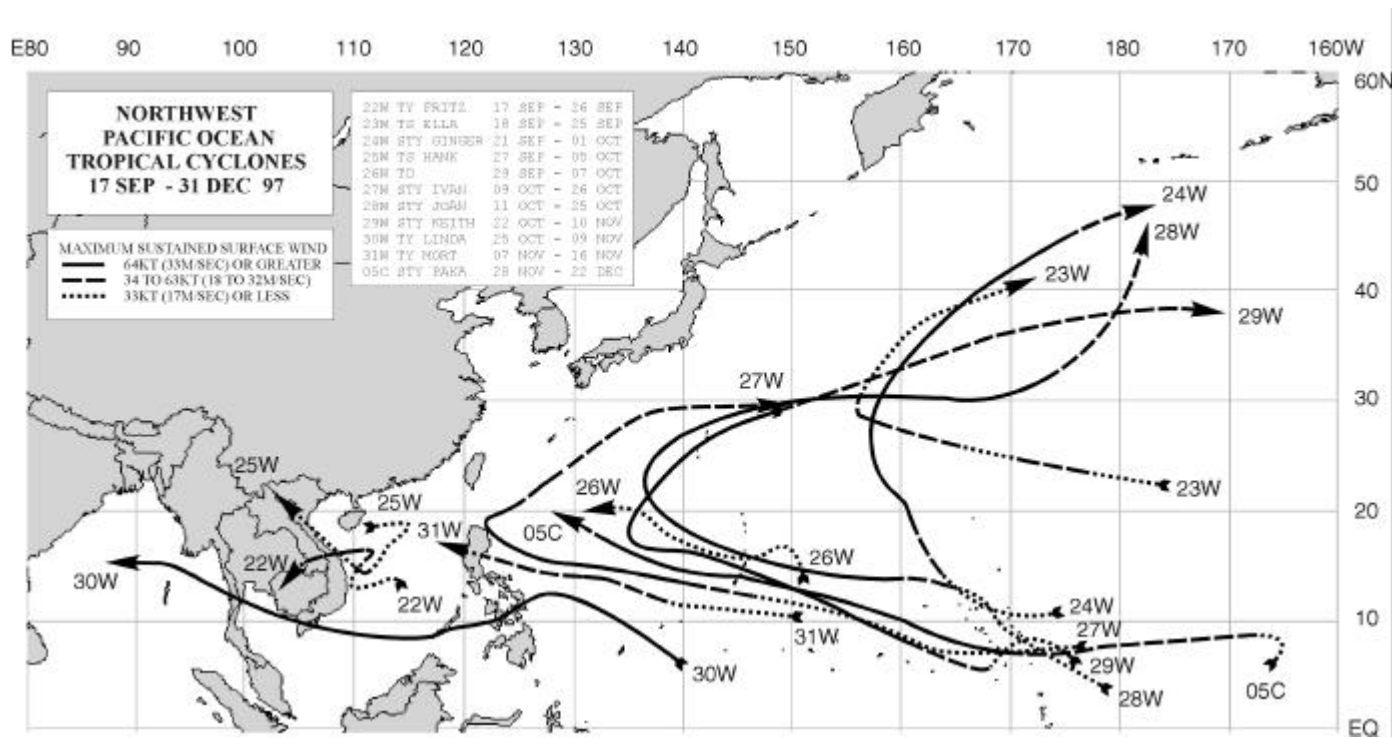 E80 90 100 110 120 130 140 150 160 170 180 170 160W
NORTHWEST
PACIFIC OCEAN
TROPICAL CYCLONES
17 SEP - 31 DEC 97
22W TY FRITZ 17 SEP - 26 SEP
23W TS ELLA 18 SEP - 25 SEP
24W STY GINGER 21 SEP - 01 OCT
25W TS HANK 27 SEP - 05 OCT
26W TD 29 SEP - 07 OCT
27W STY IVAN 09 OCT - 26 OCT
28W STY JOAN 11 OCT - 25 OCT
29W STY KEITH 22 OCT - 10 NOV
30W TY LINDA 25 OCT - 09 NOV
31W TY MORT 07 NOV - 16 NOV
05C STY PAKA 28 NOV - 22 DEC
MAXIMUM SUSTAINED SURFACE WIND
64KT (33M/SEC) OR GREATER
34 TO 63KT (18 TO 32M/SEC)
33KT (17M/SEC) OR LESS
60N
50
40
30
20
10
EQ
24W
28W
23W
29W
27W
25W
26W
25W
23W
31W
05C
22W
26W
30W
22W
24W
27W
31W
29W
30W
28W
05C